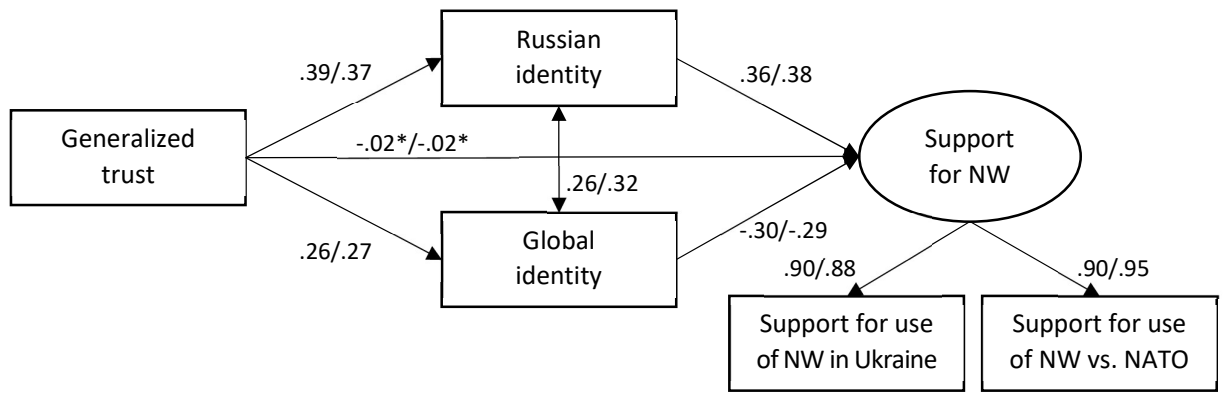 Russian
identity
.39/.37
.36/.38
Generalized
trust
-.02*/-.02*
Support
for NW
.26/.32
Global
identity
.26/.27
-.30/-.29
.90/.88
.90/.95
Support for use
of NW in Ukraine
Support for use
of NW vs. NATO